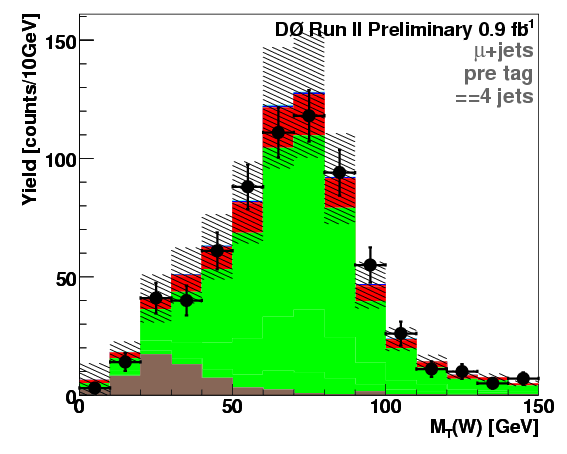 DØ Run II Preliminary 0.9 fb-1
μ+jets
pre tag
==4 jets
Yield [counts/10GeV]
150
100
50
0
0 50 100 150
MT(W) [GeV]